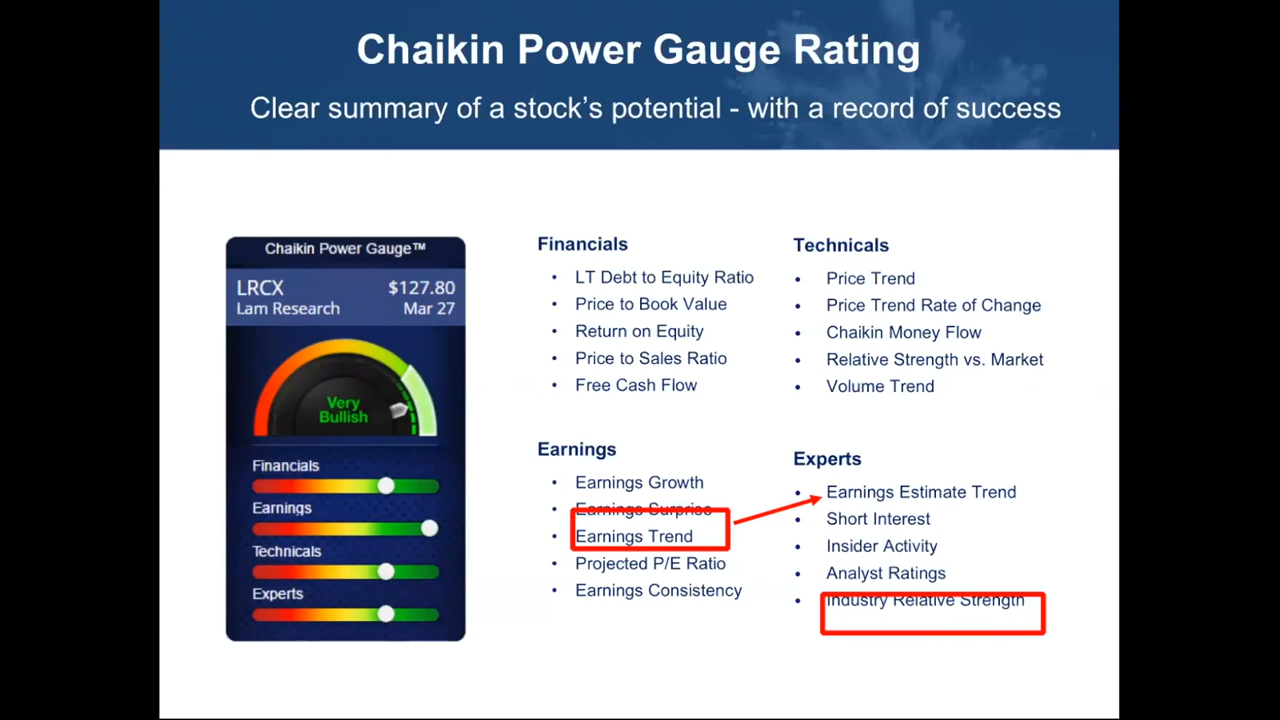 Chaikin Power Gauge Rating
Clear summary of a stock's potential - with a record of success
Chaikin Power Gauge™
LRCX $127.80
Lam Research Mar 27
Very
Bullish
Financials
Earnings
Technicals
Experts
Financials
• LT Debt to Equity Ratio
• Price to Book Value
• Return on Equity
• Price to Sales Ratio
• Free Cash Flow
Earnings
• Earnings Growth
• Earnings Surprise
• Earnings Trend
• Projected P/E Ratio
• Earnings Consistency
Technicals
• Price Trend
• Price Trend Rate of Change
• Chaikin Money Flow
• Relative Strength vs. Market
• Volume Trend
Experts
• Earnings Estimate Trend
• Short Interest
• Insider Activity
• Analyst Ratings
• Industry Relative Strength